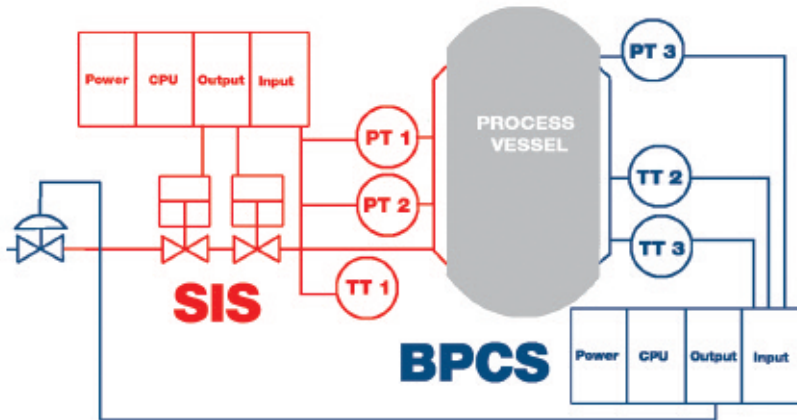 Power
CPU
Output
Input
PT 3
PT 1
PROCESS
VESSEL
PT 2
TT 2
TT 3
TT 1
SIS
BPCS
Power
CPU
Output
Input